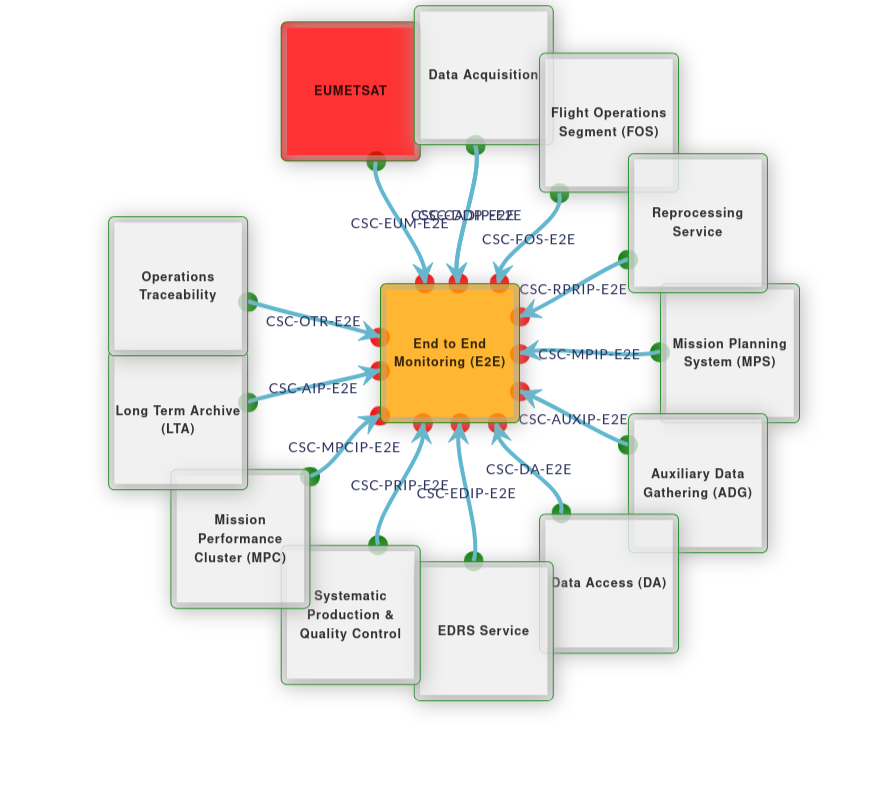 EUMETSAT
Data Acquisition
Flight Operations
Segment (FOS)
Reprocessing
Service
CSC-EUM-E2E
CSC-FOS-E2E
Operations
Traceability
CSC-RPRIP-E2E
CSC-OTR-E2E
End to End
Monitoring (E2E)
CSC-MPIP-E2E
Mission Planning
System (MPS)
CSC-AIP-E2E
Long Term Archive
(LTA)
CSC-AUXIP-E2E
CSC-MPCIP-E2E
CSC-DA-E2E
Auxiliary Data
Gathering (ADG)
CSC-PRIP-E2E
CSC-EDIP-E2E
Mission
Performance
Cluster (MPC)
Data Access (DA)
Systematic
Production &
Quality Control
EDRS Service